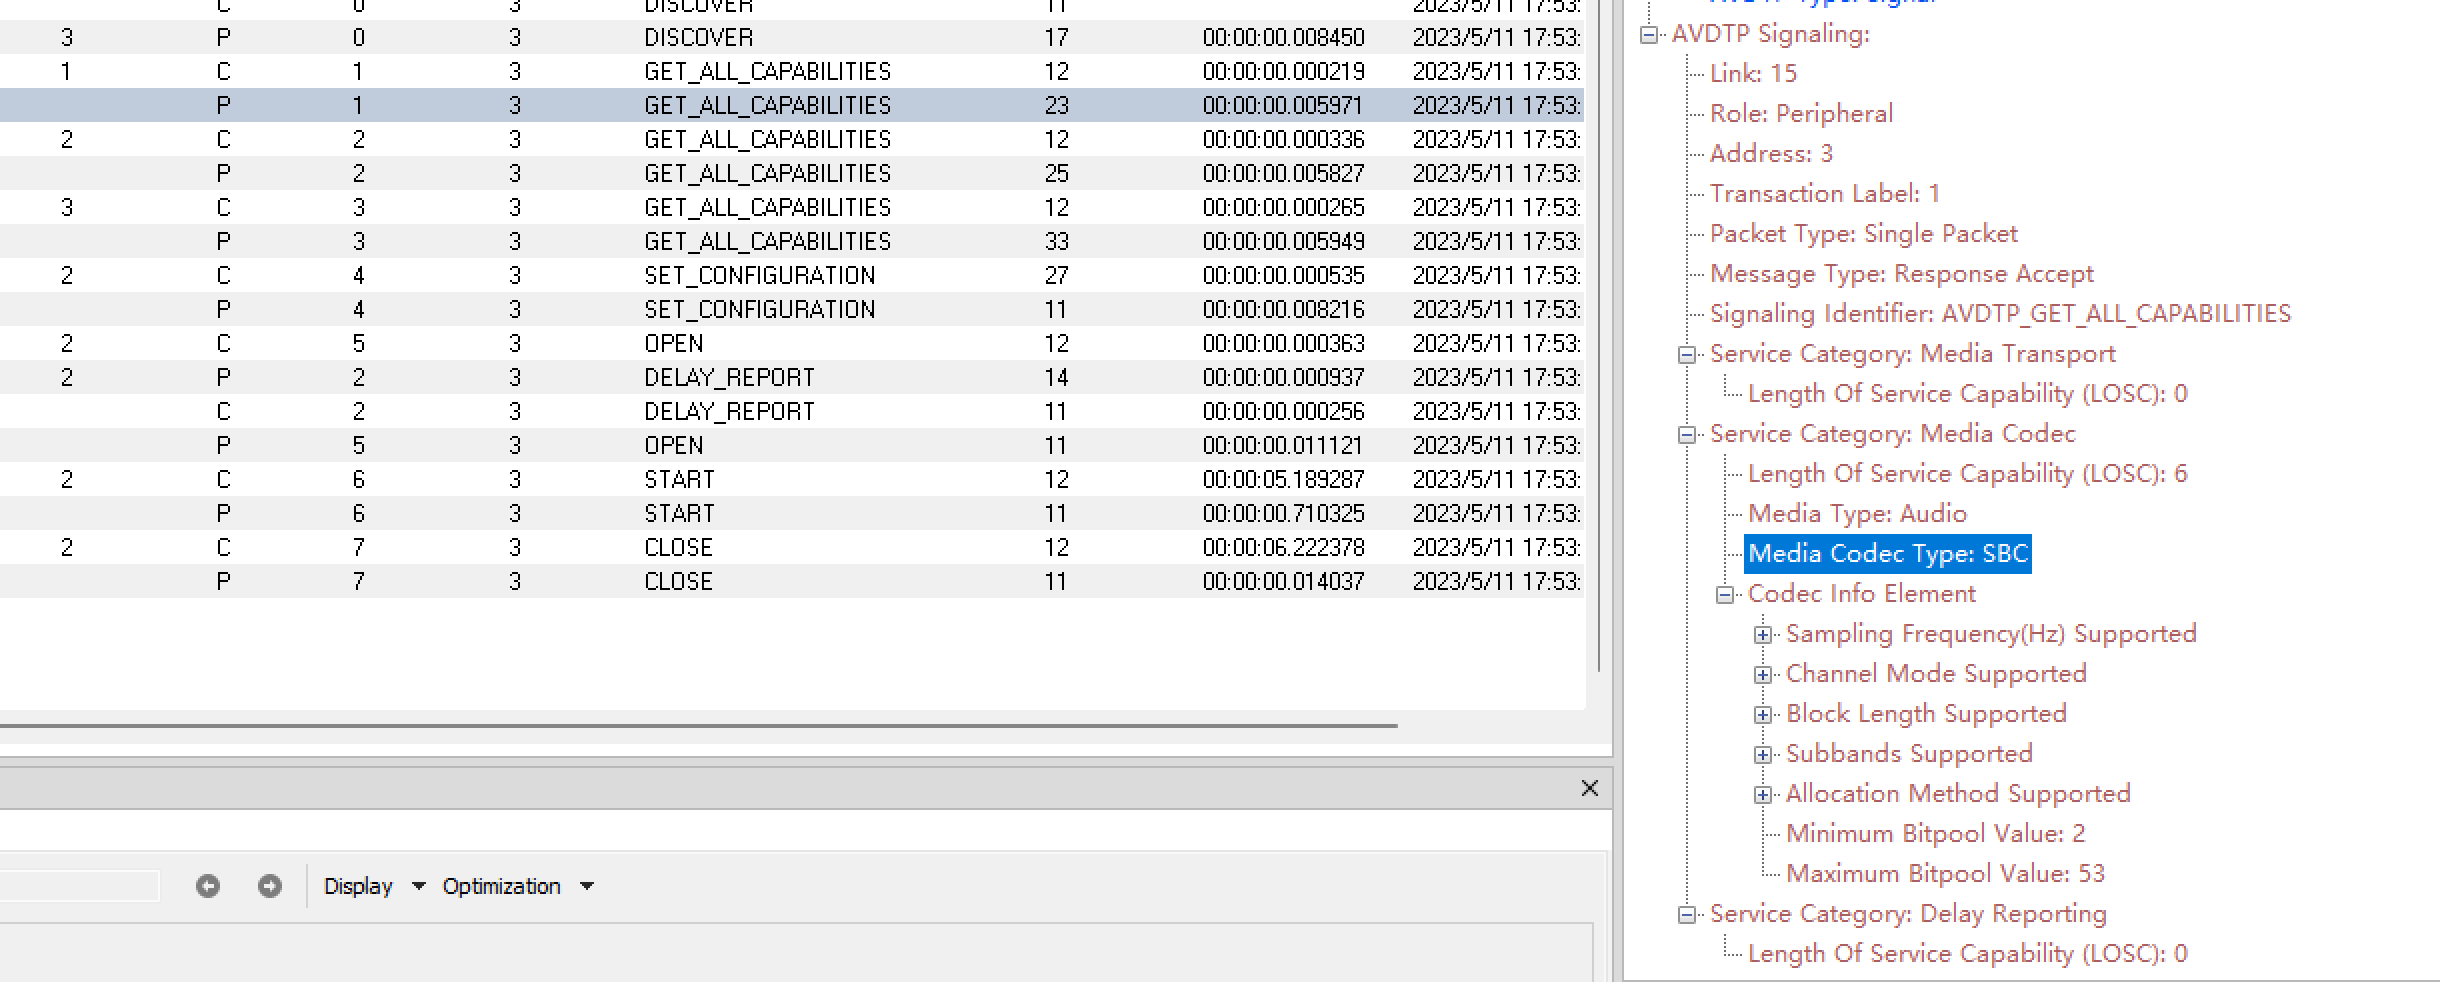 C 0 3 DISCOVER 11 2023/5/11 17:53:
3 P 0 3 DISCOVER 17 00:00:00.008450 2023/5/11 17:53:
1 C 1 3 GET_ALL_CAPABILITIES 12 00:00:00.000219 2023/5/11 17:53:
P 1 3 GET_ALL_CAPABILITIES 23 00:00:00.005971 2023/5/11 17:53:
2 C 2 3 GET_ALL_CAPABILITIES 12 00:00:00.000336 2023/5/11 17:53:
P 2 3 GET_ALL_CAPABILITIES 25 00:00:00.005827 2023/5/11 17:53:
3 C 3 3 GET_ALL_CAPABILITIES 12 00:00:00.000265 2023/5/11 17:53:
P 3 3 GET_ALL_CAPABILITIES 33 00:00:00.005949 2023/5/11 17:53:
2 C 4 3 SET_CONFIGURATION 27 00:00:00.000535 2023/5/11 17:53:
P 4 3 SET_CONFIGURATION 11 00:00:00.008216 2023/5/11 17:53:
2 C 5 3 OPEN 12 00:00:00.000363 2023/5/11 17:53:
2 P 2 3 DELAY_REPORT 14 00:00:00.000937 2023/5/11 17:53:
C 2 3 DELAY_REPORT 11 00:00:00.000256 2023/5/11 17:53:
P 5 3 OPEN 11 00:00:00.011121 2023/5/11 17:53:
2 C 6 3 START 12 00:00:05.189287 2023/5/11 17:53:
P 6 3 START 11 00:00:00.710325 2023/5/11 17:53:
2 C 7 3 CLOSE 12 00:00:06.222378 2023/5/11 17:53:
P 7 3 CLOSE 11 00:00:00.014037 2023/5/11 17:53:
Display Optimization
AVDTP Signaling:
Link: 15
Role: Peripheral
Address: 3
Transaction Label: 1
Packet Type: Single Packet
Message Type: Response Accept
Signaling Identifier: AVDTP_GET_ALL_CAPABILITIES
Service Category: Media Transport
Length Of Service Capability (LOSC): 0
Service Category: Media Codec
Length Of Service Capability (LOSC): 6
Media Type: Audio
Media Codec Type: SBC
Codec Info Element
Sampling Frequency(Hz) Supported
Channel Mode Supported
Block Length Supported
Subbands Supported
Allocation Method Supported
Minimum Bitpool Value: 2
Maximum Bitpool Value: 53
Service Category: Delay Reporting
Length Of Service Capability (LOSC): 0